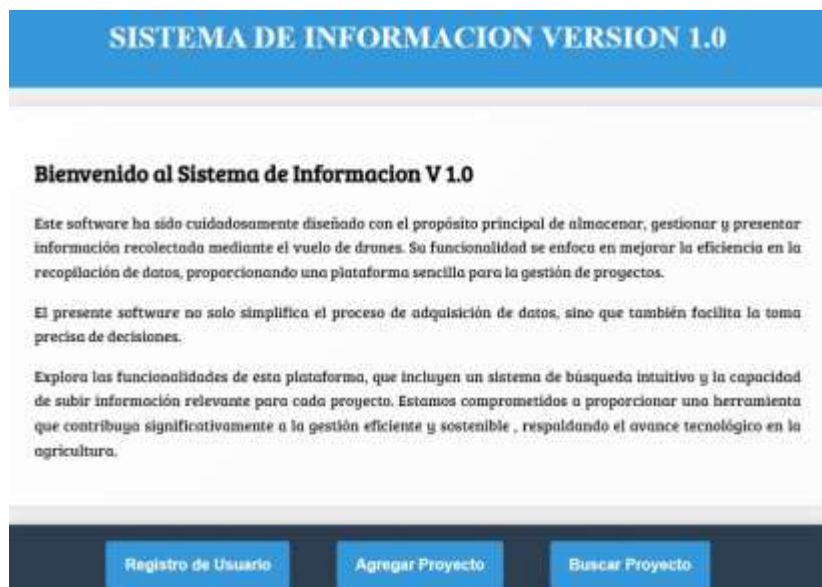 SISTEMA DE INFORMACION VERSION 1.0
Bienvenido al Sistema de Informacion V 1.0
Este software ha sido cuidadosamente diseñado con el propósito principal de almacenar, gestionar y presentar
información recolectada mediante el vuelo de drones. Su funcionalidad se enfoca en mejorar la eficiencia en la
recopilación de datos, proporcionando una plataforma sencilla para la gestión de proyectos.
El presente software no solo simplifica el proceso de adquisición de datos, sino que también facilita la toma
precisa de decisiones.
Explora las funcionalidades de esta plataforma, que incluyen un sistema de búsqueda intuitivo y la capacidad
de subir información relevante para cada proyecto. Estamos comprometidos a proporcionar una herramienta
que contribuya significativamente a la gestión eficiente y sostenible , respaldando el avance tecnológico en la
agricultura.
Registro de Usuario
Agregar Proyecto
Buscar Proyecto